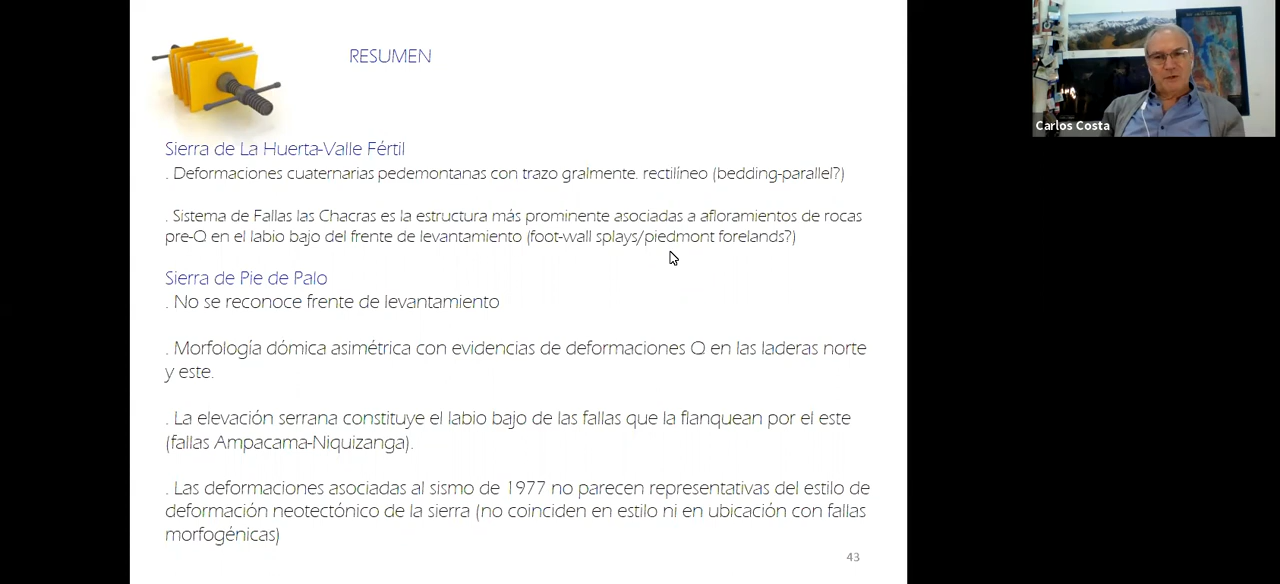 RESUMEN
Carlos Costa
Sierra de La Huerta-Valle Fértil
. Deformaciones cuaternarias pedemontanas con trazo gralmente. rectilíneo (bedding-parallel?)
. Sistema de Fallas las Chacras es la estructura más prominente asociadas a afloramientos de rocas
pre-Q en el labio bajo del frente de levantamiento (foot-wall splays/piedmont forelands?)
Sierra de Pie de Palo
. No se reconoce frente de levantamiento
. Morfología dómica asimétrica con evidencias de deformaciones Q en las laderas norte
y este.
. La elevación serrana constituye el labio bajo de las fallas que la flanquean por el este
(fallas Ampacama-Niquizanga).
. Las deformaciones asociadas al sismo de 1977 no parecen representativas del estilo de
deformación neotectónico de la sierra (no coinciden en estilo ni en ubicación con fallas
morfogénicas)
43